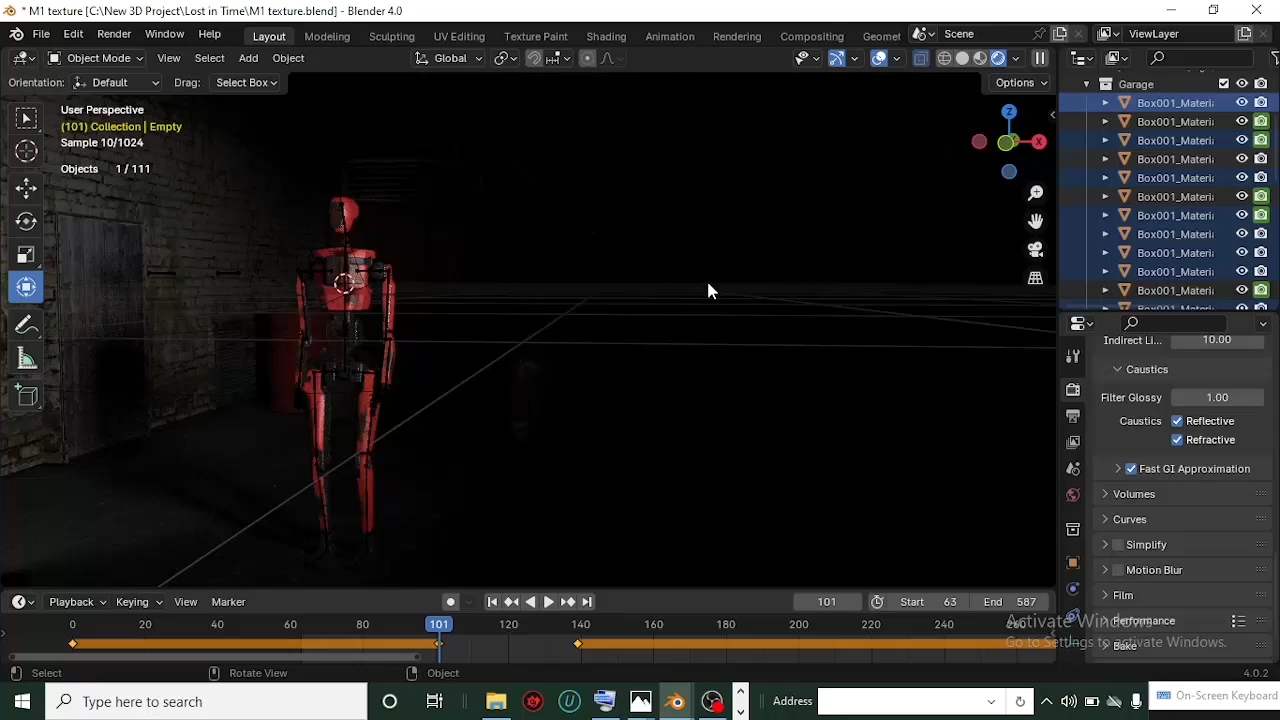 * M1 texture [C:\New 3D Project\Lost in Time\M1 texture.blend] - Blender 4.0
File Edit Render Window Help Layout Modeling Sculpting UV Editing Texture Paint Shading Animation Rendering Compositing Geomet Scene ViewLayer
Object Mode View Select Add Object Global
Orientation: Default Drag: Select Box Options
User Perspective
(101) Collection | Empty
Sample 10/1024
Objects 1 / 111
Z
X
Garage
Box001_Materi
Box001_Materi
Box001_Materi
Box001_Materi
Box001_Materi
Box001_Materi
Box001_Materi
Box001_Materi
Box001_Materi
Box001_Materi
Box001_Materi
Box001_Materi
Indirect Li... 10.00
Caustics
Filter Glossy 1.00
Caustics Reflective
Refractive
Fast GI Approximation
Volumes
Curves
Simplify
Motion Blur
Film
Performance
Bake
Activate Windows
Go to Settings to activate Windows.
Playback Keying View Marker 101 Start 63 End 587
0 20 40 60 80 101 120 140 160 180 200 220 240 260
Select Rotate View Object 4.0.2
Type here to search Address On-Screen Keyboard